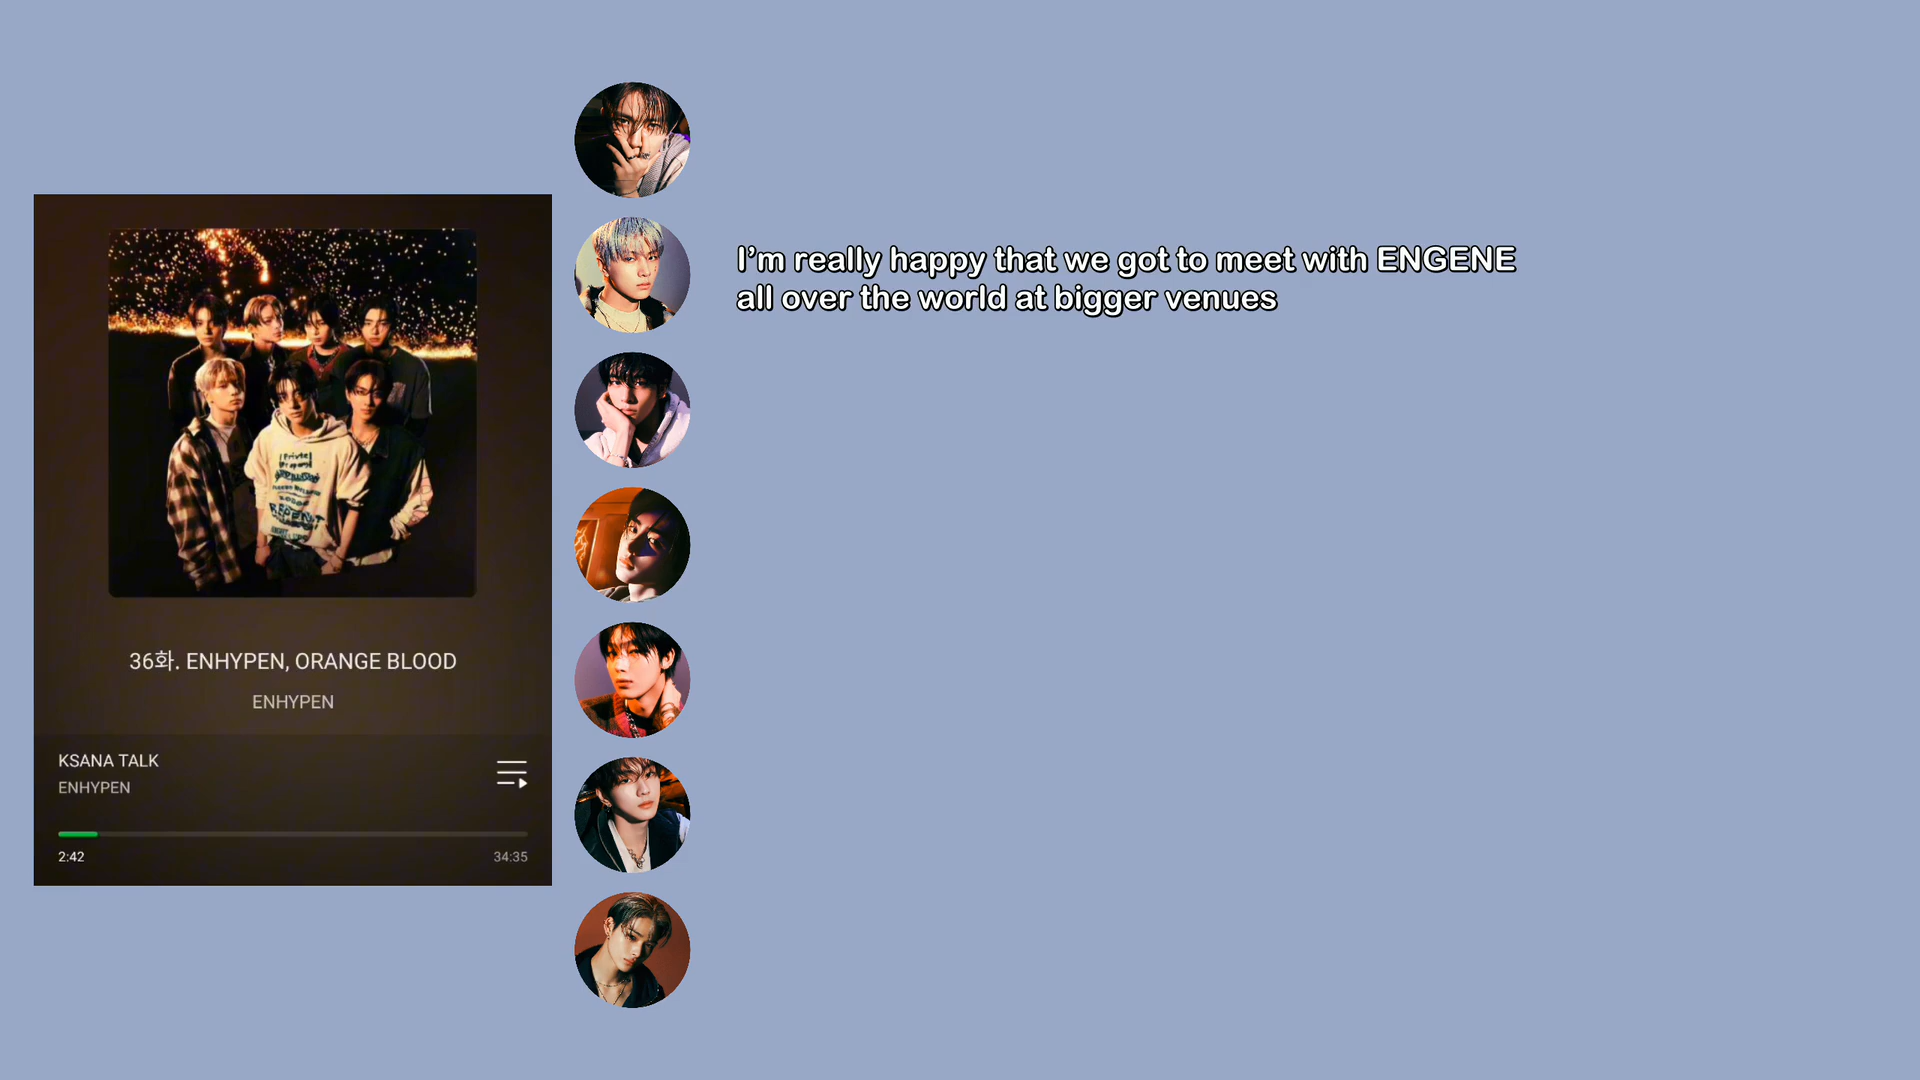 36화. ENHYPEN, ORANGE BLOOD
ENHYPEN
KSANA TALK
ENHYPEN
2:42
34:35
I'm really happy that we got to meet with ENGENE
all over the world at bigger venues